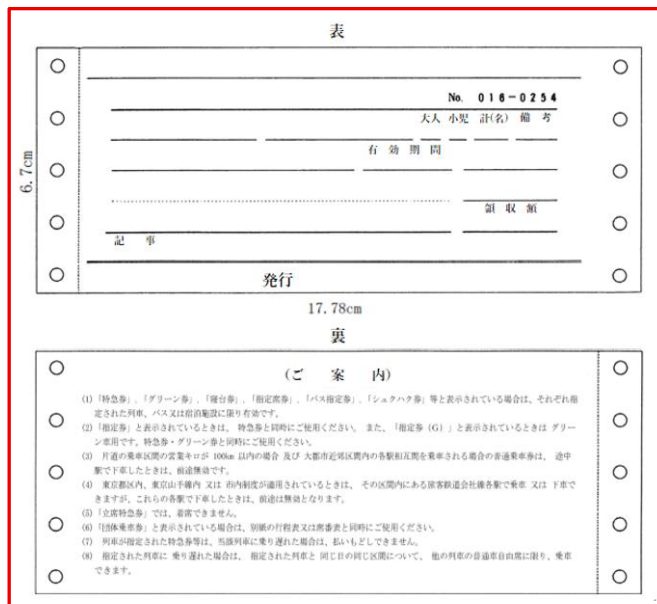 表
No. 016-0254
大人 小児 計(名) 備 考
有 効 期 間
領 収 額
記 事
発行
6.7cm
17.78cm
裏
(ご 案 内)
(1)「特急券」、「グリーン券」、「寝台券」、「指定席券」、「バス指定券」、「シュクハク券」等と表示されている場合は、それぞれ指
定された列車、バス又は宿泊施設に限り有効です。
(2)「指定券」と表示されているときは、特急券と同時にご使用ください。また、「指定券（G）」と表示されているときは グリー
ン車用です。特急券・グリーン券と同時にご使用ください。
(3) 片道の乗車区間の営業キロが 100km 以内の場合 及び 大都市近郊区間内の各駅相互間を乗車される場合の普通乗車券は、途中
駅で下車したときは、前途無効です。
(4) 東京都区内、東京山手線内 又は 市内制度が適用されているときは、その区間内にある旅客鉄道会社線各駅で乗車 又は 下車で
きますが、これらの各駅で下車したときは、前途は無効となります。
(5)「立席特急券」では、着席できません。
(6)「団体乗車券」と表示されている場合は、別紙の行程表又は席番表と同時にご使用ください。
(7) 列車が指定された特急券等は、当該列車に乗り遅れた場合は、払いもどしできません。
(8) 指定された列車に 乗り遅れた場合は、指定された列車と 同じ日の同じ区間について、他の列車の普通車自由席に限り、乗車
できます。